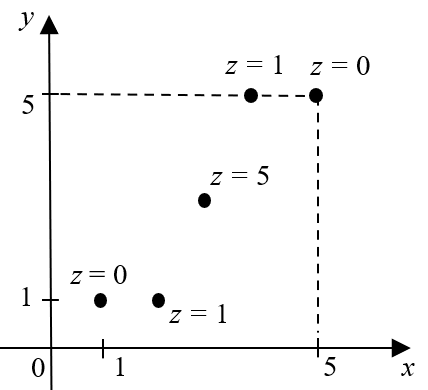 y
z = 1
z = 0
5
z = 5
z = 0
1
z = 1
0
1
5
x